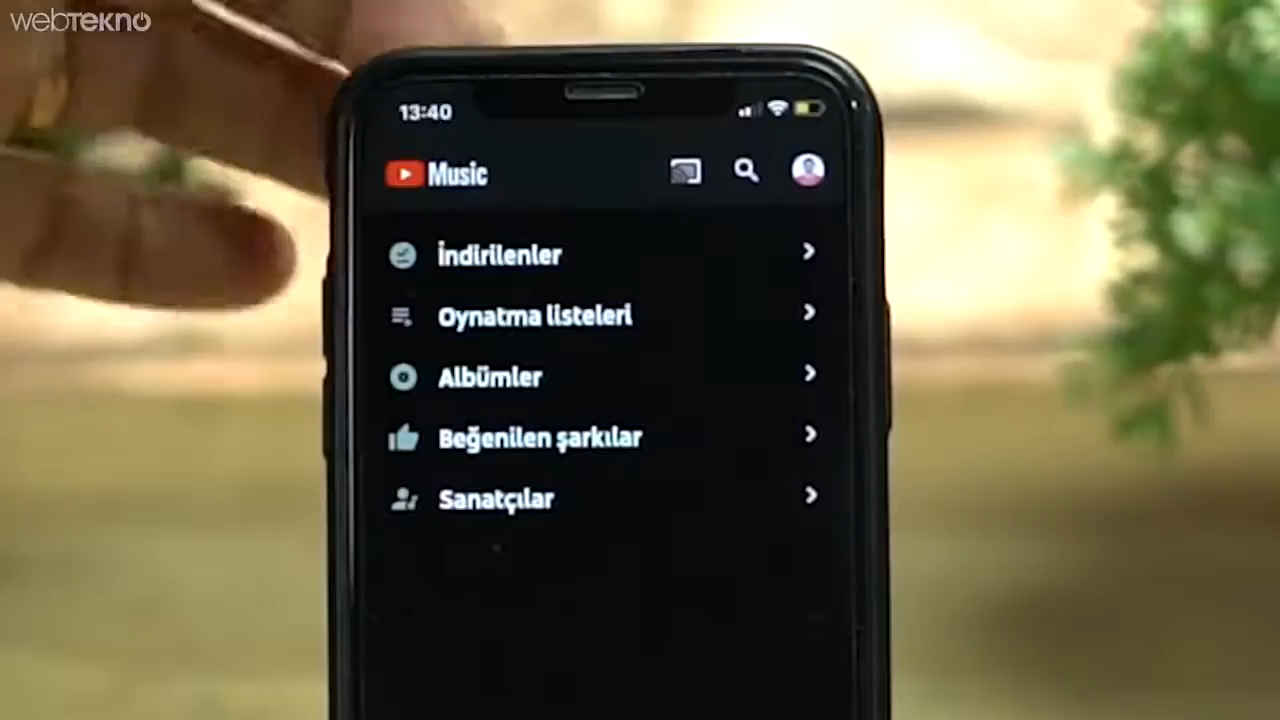 webtekno
13:40
Music
İndirilenler
Oynatma listeleri
Albümler
Beğenilen şarkılar
Sanatçılar